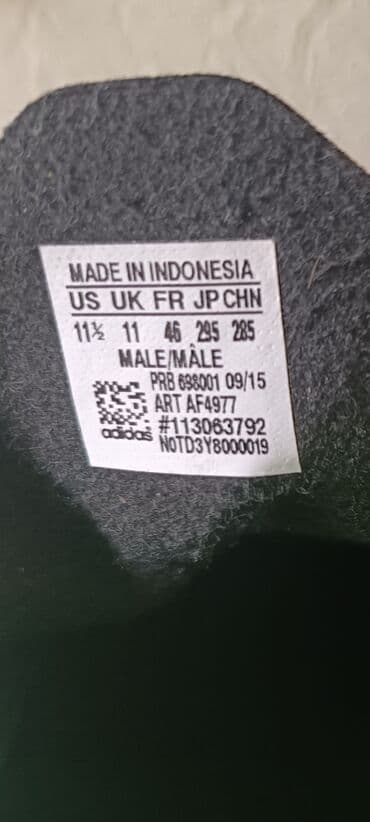 MADE IN INDONESIA
US UK FR JP CHN
11½ 11 46 295 285
MALE/MÂLE
PRB 698001 09/15
ART AF4977
#113063792
adidas
N0TD3Y8000019